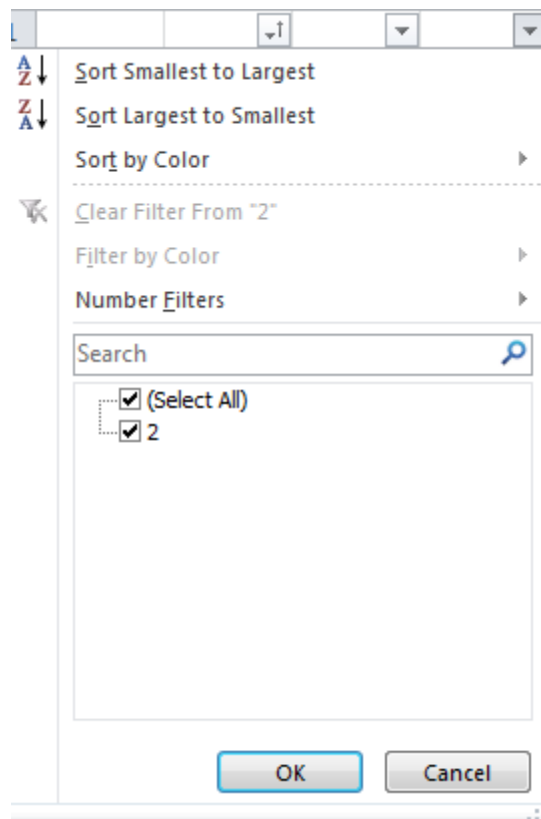 1
Sort Smallest to Largest
Sort Largest to Smallest
Sort by Color
Clear Filter From "2"
Filter by Color
Number Filters
Search
(Select All)
2
OK
Cancel